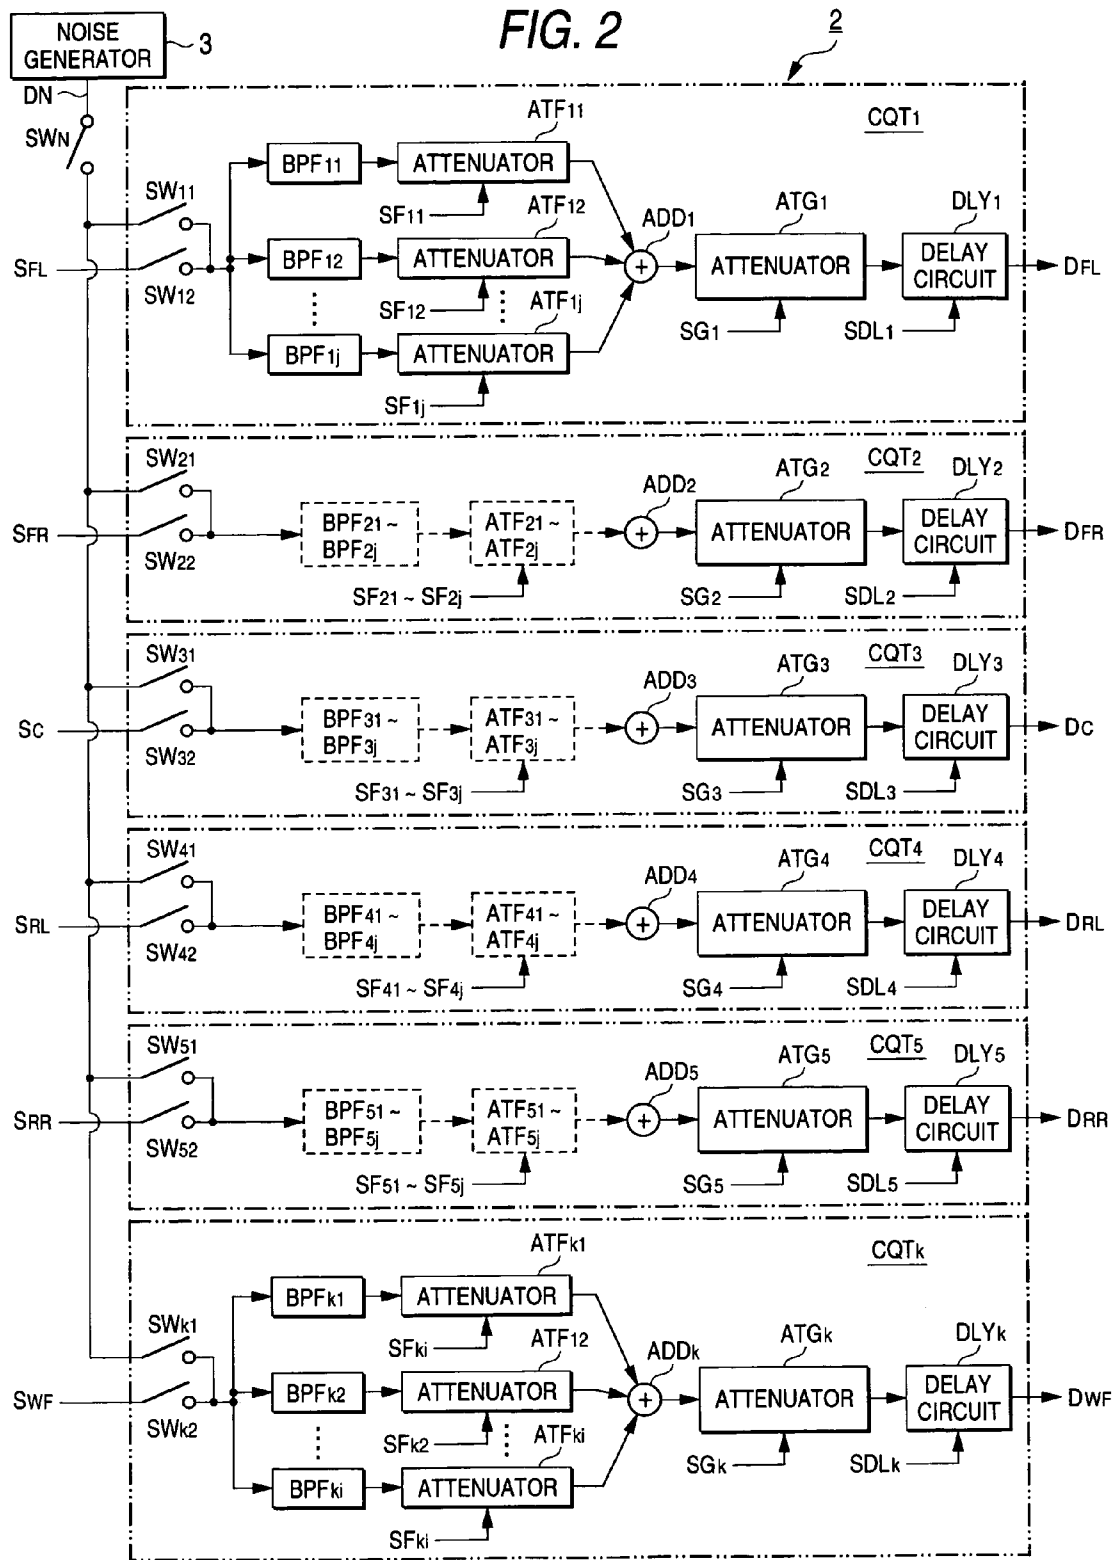 FIG. 2
2
NOISE
GENERATOR
3
DN
SWN
CQT1
ATF11
BPF11
ATTENUATOR
SF11
SW11
SFL
SW12
ATF12
BPF12
ATTENUATOR
SF12
ATF1j
BPF1j
ATTENUATOR
SF1j
ADD1
+
ATG1
ATTENUATOR
SG1
DLY1
DELAY
CIRCUIT
SDL1
DFL
CQT2
SW21
SFR
SW22
BPF21 ~
BPF2j
ATF21 ~
ATF2j
SF21 ~ SF2j
ADD2
+
ATG2
ATTENUATOR
SG2
DLY2
DELAY
CIRCUIT
SDL2
DFR
CQT3
SW31
SC
SW32
BPF31 ~
BPF3j
ATF31 ~
ATF3j
SF31 ~ SF3j
ADD3
+
ATG3
ATTENUATOR
SG3
DLY3
DELAY
CIRCUIT
SDL3
DC
CQT4
SW41
SRL
SW42
BPF41 ~
BPF4j
ATF41 ~
ATF4j
SF41 ~ SF4j
ADD4
+
ATG4
ATTENUATOR
SG4
DLY4
DELAY
CIRCUIT
SDL4
DRL
CQT5
SW51
SRR
SW52
BPF51 ~
BPF5j
ATF51 ~
ATF5j
SF51 ~ SF5j
ADD5
+
ATG5
ATTENUATOR
SG5
DLY5
DELAY
CIRCUIT
SDL5
DRR
CQTk
ATFk1
BPFk1
ATTENUATOR
SFki
SWk1
SWF
SWk2
ATF12
BPFk2
ATTENUATOR
SFk2
ATFki
BPFki
ATTENUATOR
SFki
ADDk
+
ATGk
ATTENUATOR
SGk
DLYk
DELAY
CIRCUIT
SDLk
DWF